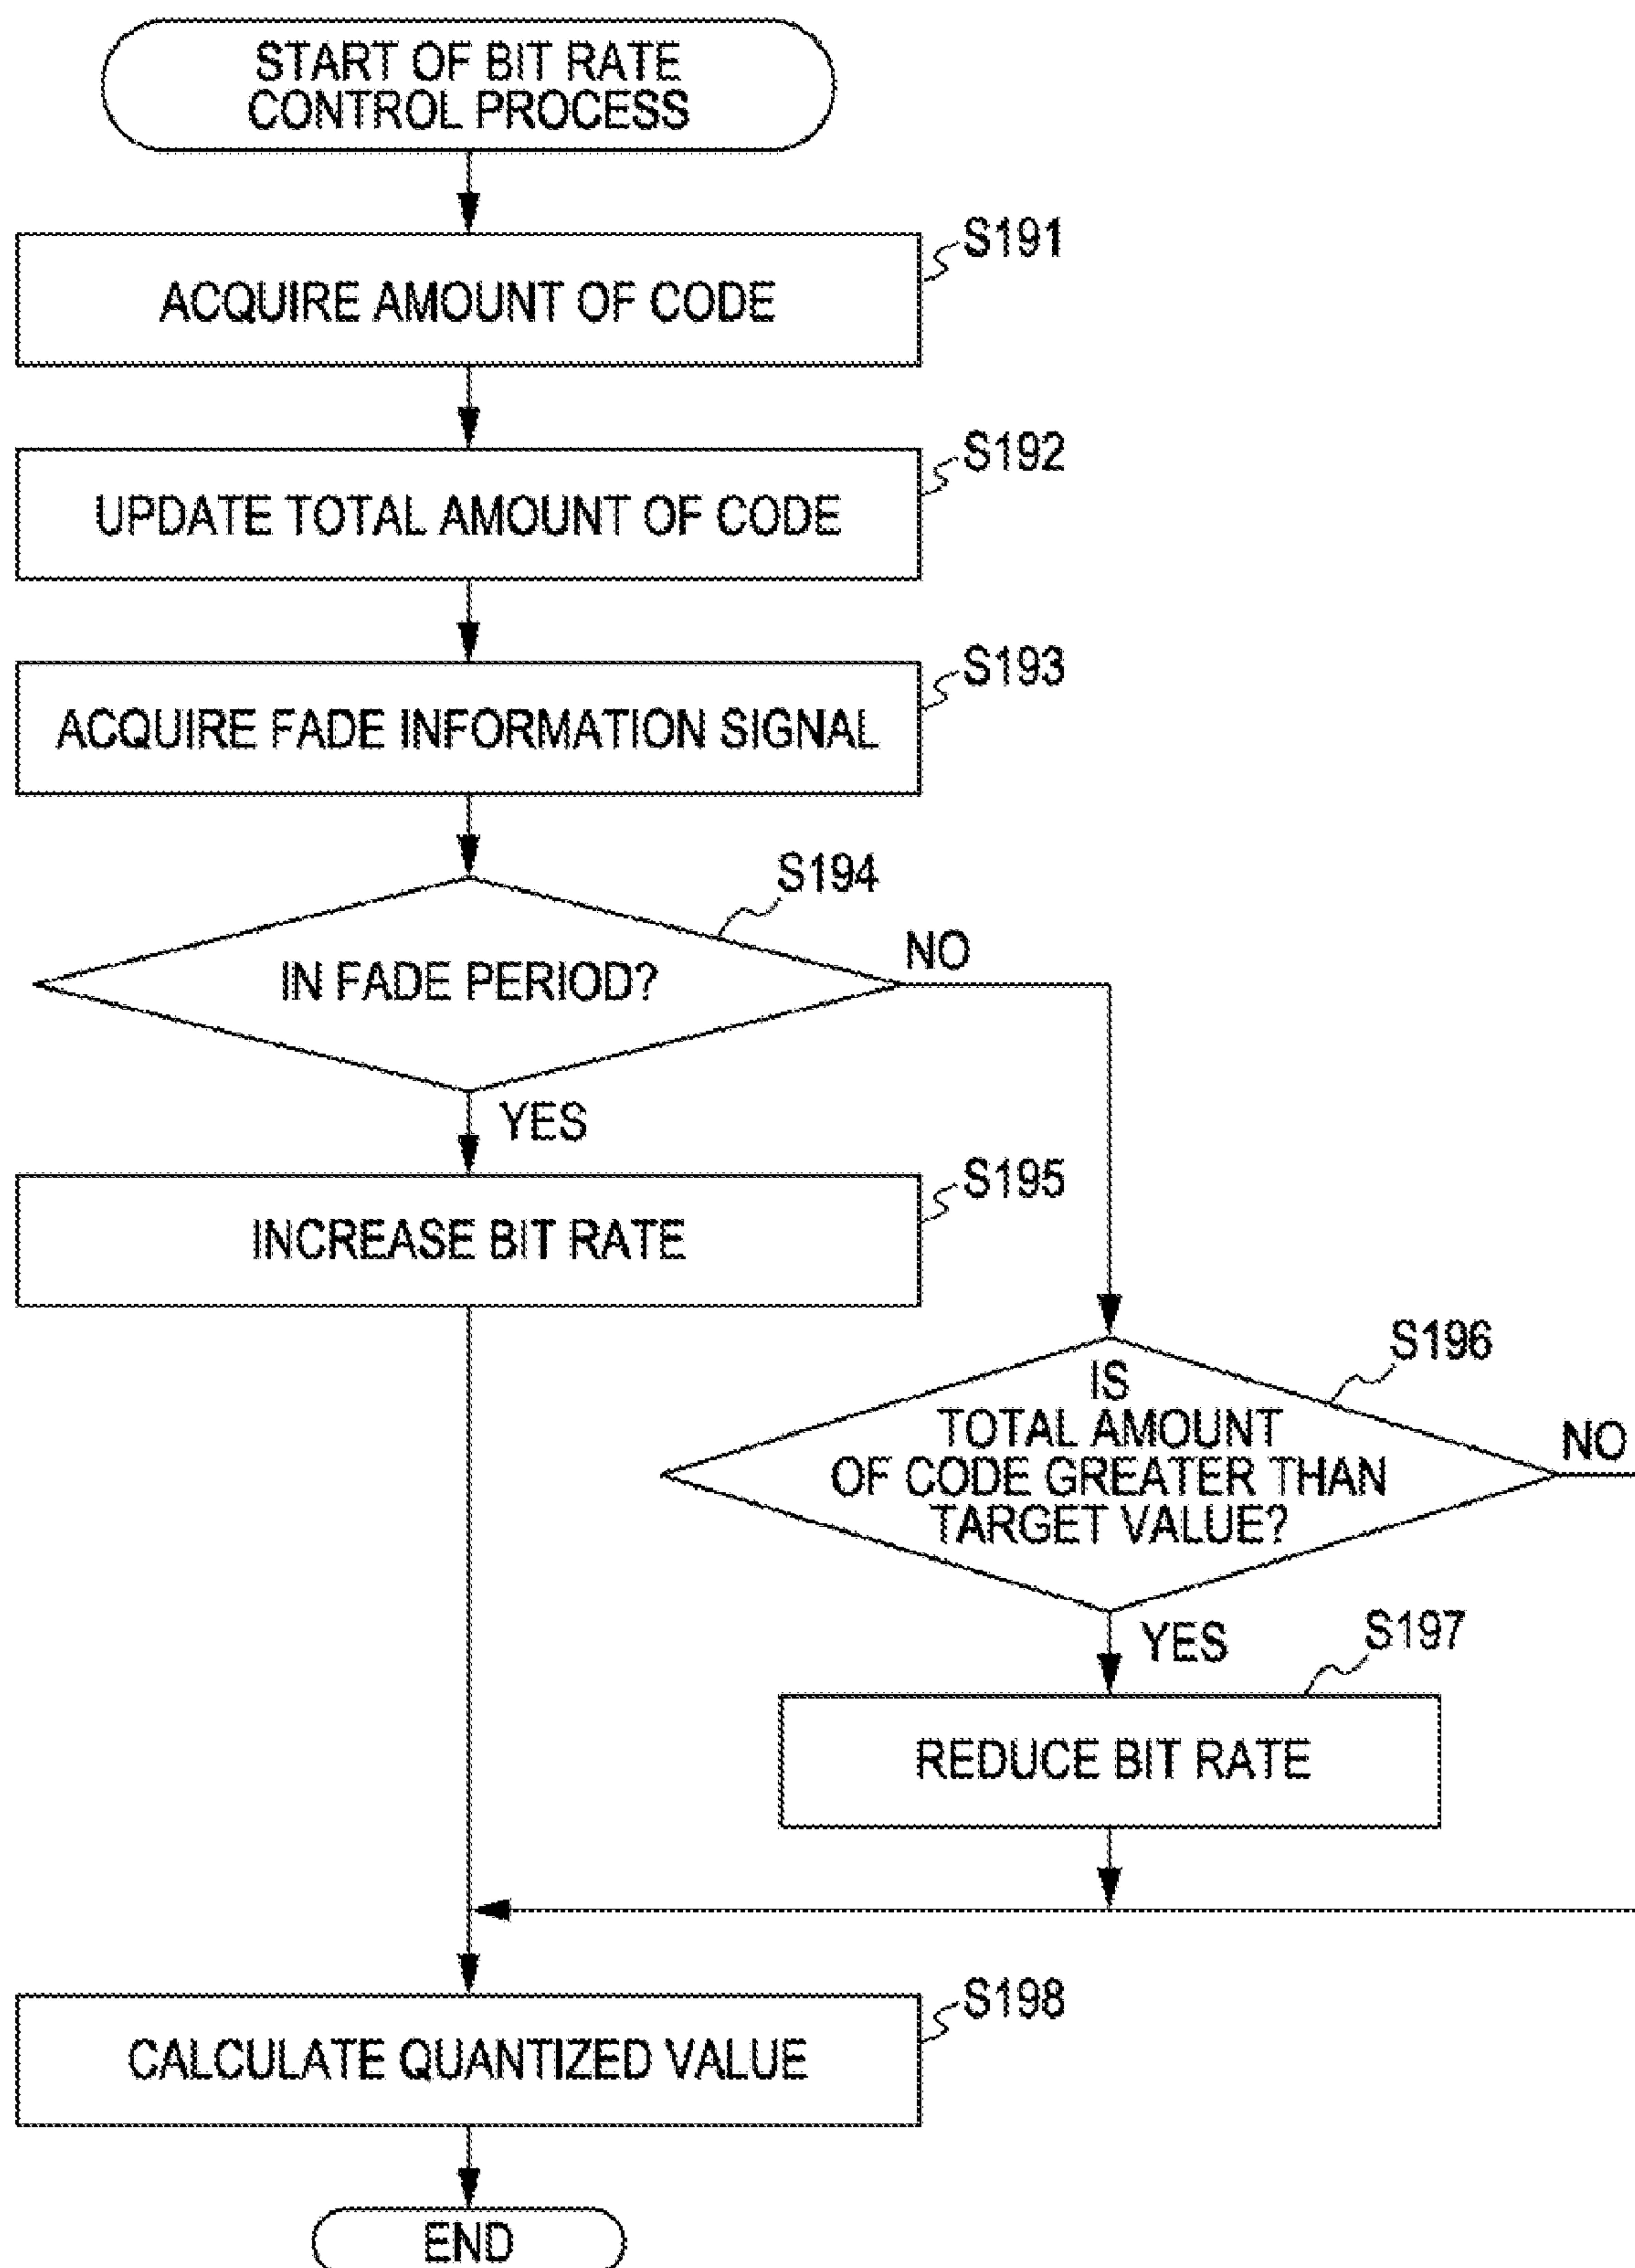 START OF BIT RATE
CONTROL PROCESS
S191
ACQUIRE AMOUNT OF CODE
S192
UPDATE TOTAL AMOUNT OF CODE
S193
ACQUIRE FADE INFORMATION SIGNAL
S194
IN FADE PERIOD?
NO
YES
S195
INCREASE BIT RATE
S196
IS
TOTAL AMOUNT
OF CODE GREATER THAN
TARGET VALUE?
NO
YES
S197
REDUCE BIT RATE
S198
CALCULATE QUANTIZED VALUE
END